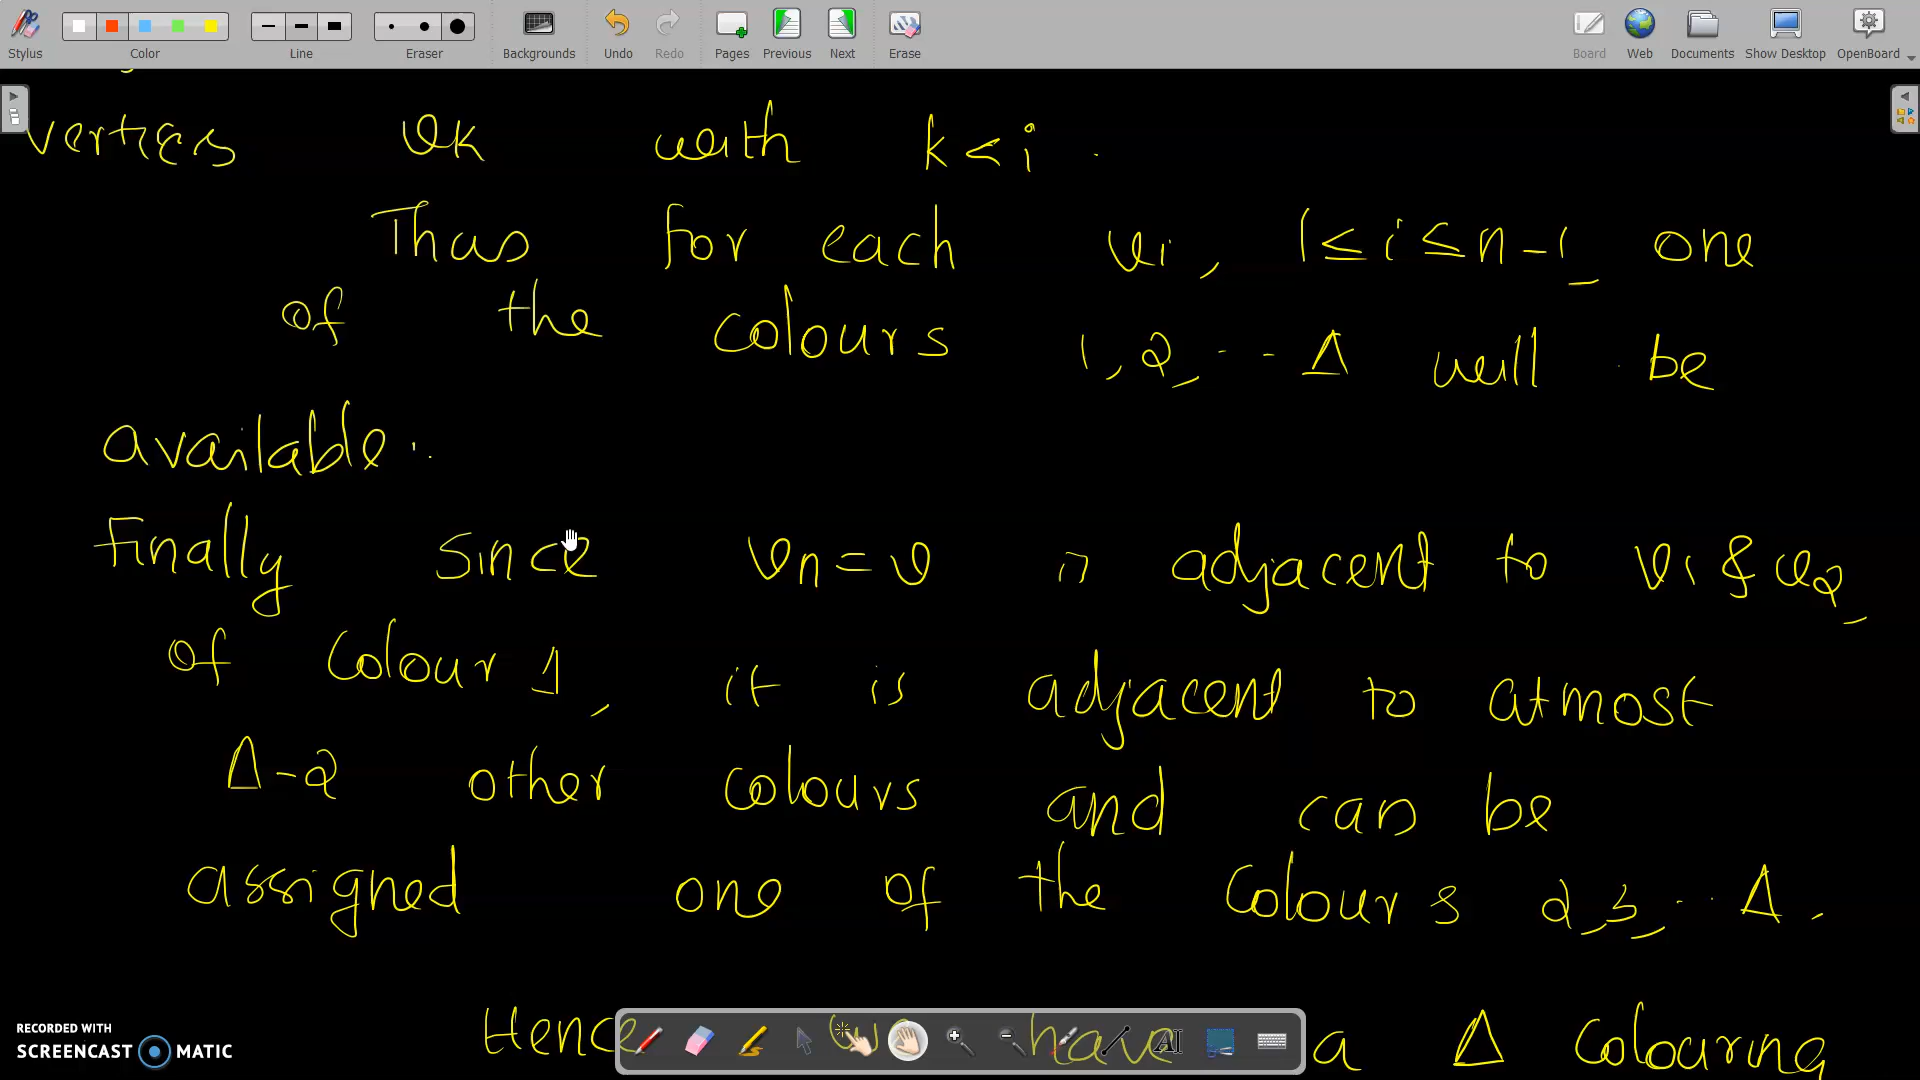 Stylus Color Line Eraser Backgrounds Undo Redo Pages Previous Next Erase Board Web Documents Show Desktop OpenBoard
vertices vk with k < i .
Thus for each vi, 1 ≤ i ≤ n-1, one
of the colours 1, 2, ... Δ will be
available.
Finally since vn = v is adjacent to v1 & v2
of colour 1, it is adjacent to atmost
Δ-2 other colours and can be
assigned one of the colours 2, 3, ... Δ.
Hence we have a Δ colouring
RECORDED WITH
SCREENCAST MATIC